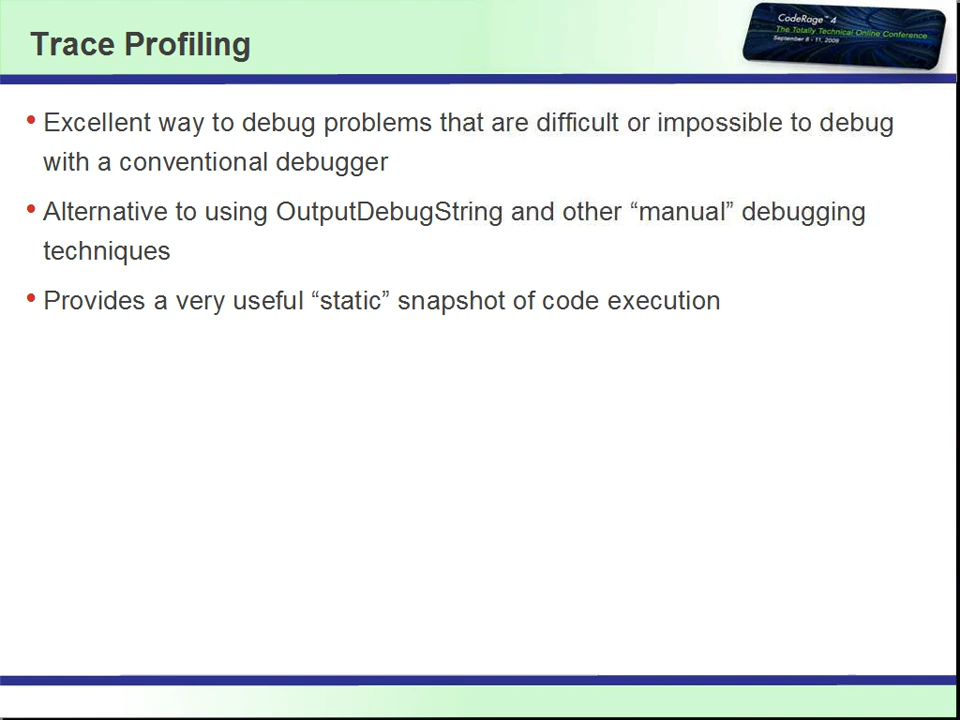 Trace Profiling
CodeRage™ 4
The Totally Technical Online Conference
September 8 - 11, 2009
• Excellent way to debug problems that are difficult or impossible to debug
with a conventional debugger
• Alternative to using OutputDebugString and other “manual” debugging
techniques
• Provides a very useful “static” snapshot of code execution